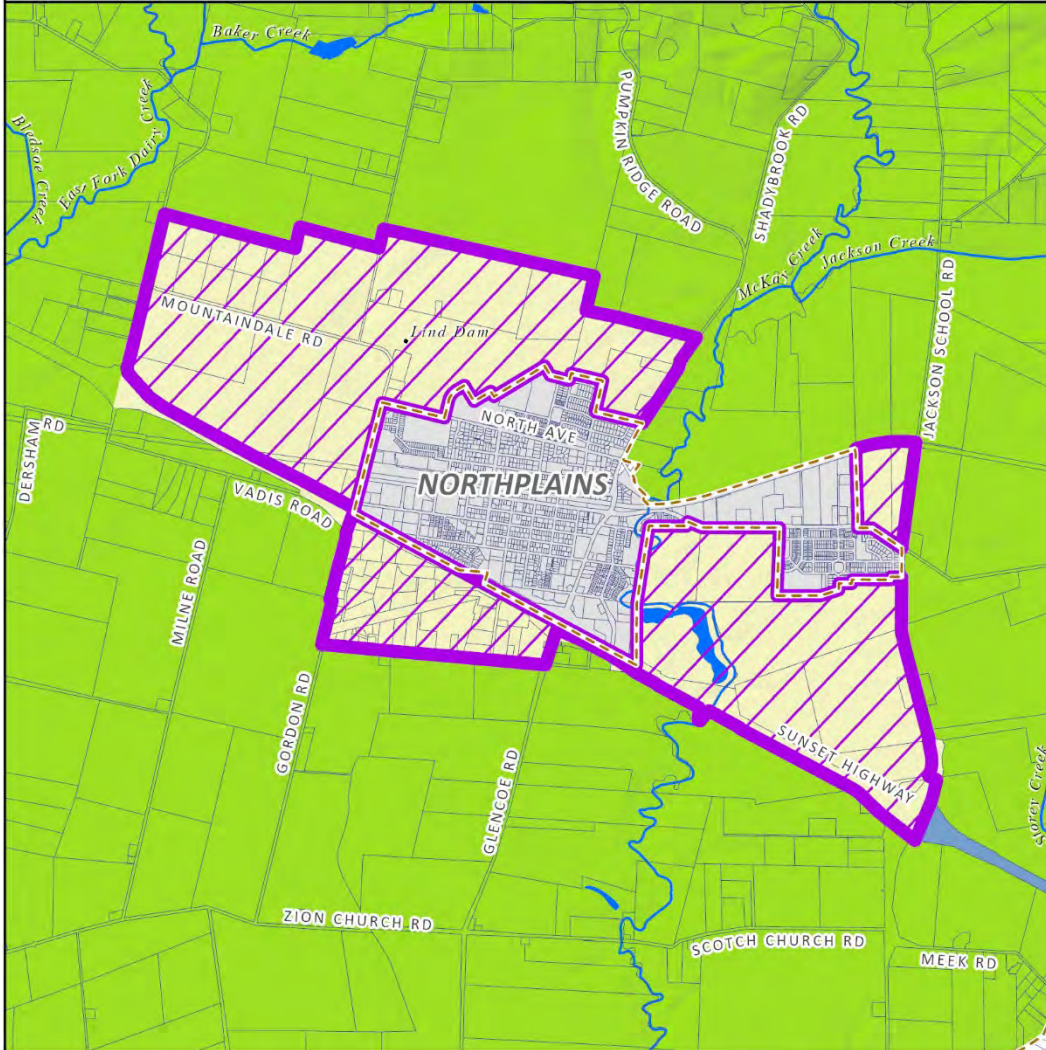 Baker Creek
Bledsoe Creek
East Fork Dairy Creek
PUMPKIN RIDGE ROAD
SHADYBROOK RD
McKay Creek
Jackson Creek
JACKSON SCHOOL RD
MOUNTAINDALE RD
Lind Dam
NORTH AVE
NORTHPLAINS
DERSHAM RD
VADIS ROAD
MILNE ROAD
GORDON RD
GLENCOE RD
SUNSET HIGHWAY
Storey Creek
ZION CHURCH RD
SCOTCH CHURCH RD
MEEK RD